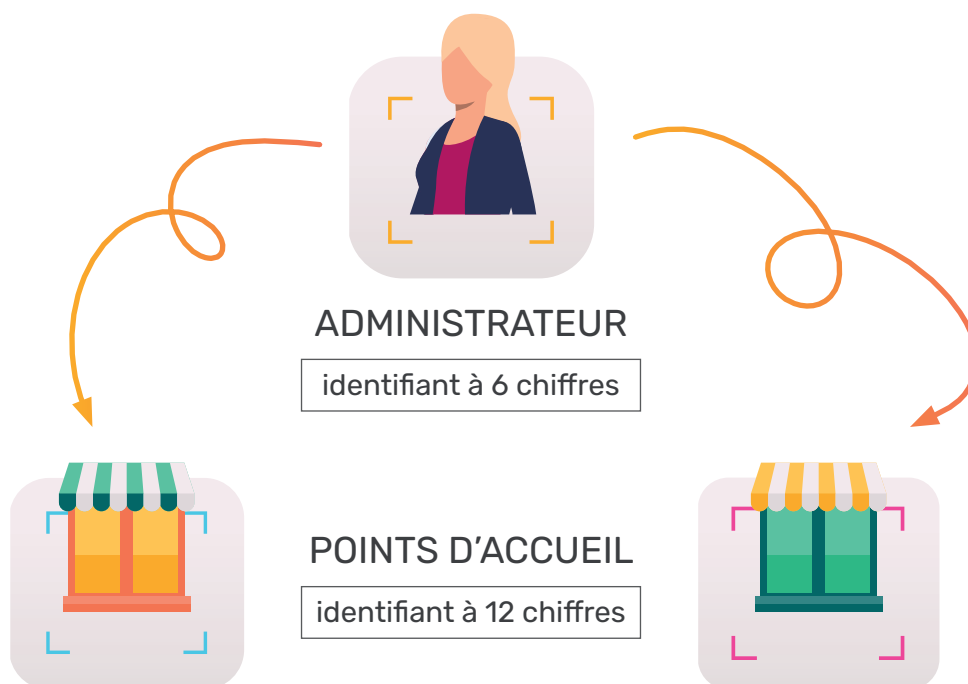 ADMINISTRATEUR
identifiant à 6 chiffres
POINTS D’ACCUEIL
identifiant à 12 chiffres